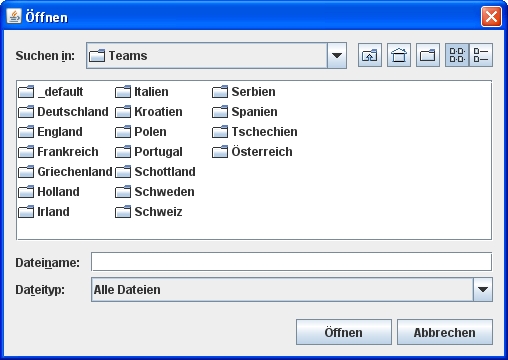 Öffnen
Suchen in: Teams
_default Italien Serbien
Deutschland Kroatien Spanien
England Polen Tschechien
Frankreich Portugal Österreich
Griechenland Schottland
Holland Schweden
Irland Schweiz
Dateiname:
Dateityp: Alle Dateien
Öffnen Abbrechen